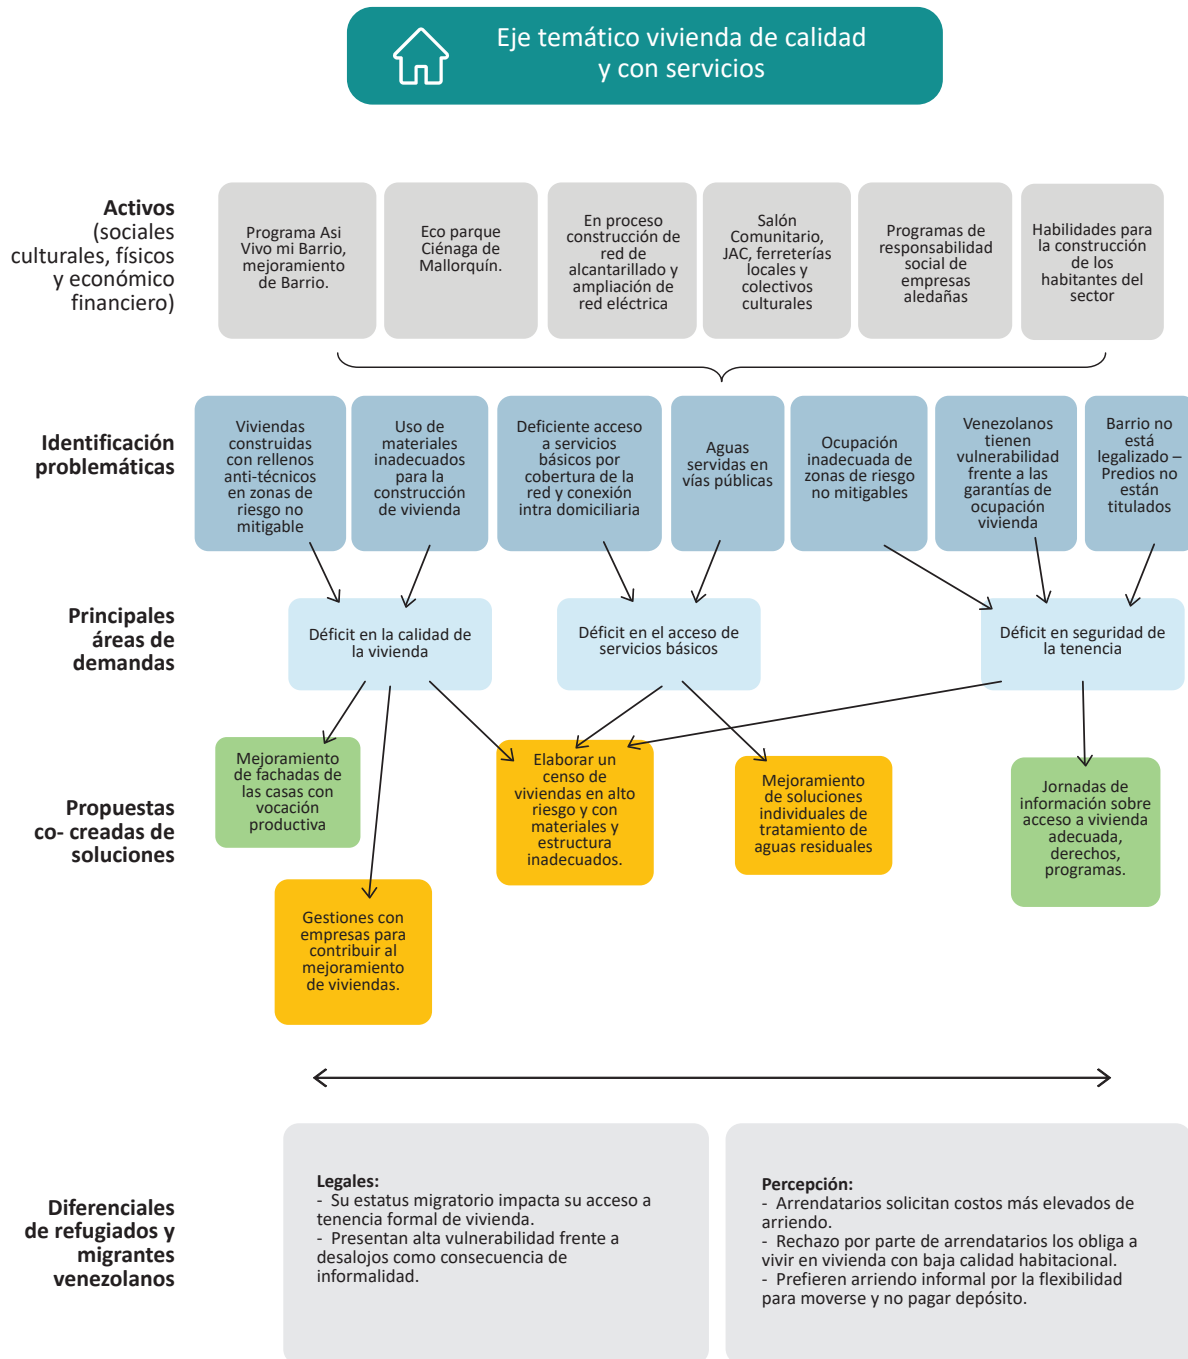 Eje temático vivienda de calidad
y con servicios
Activos
(sociales
culturales, físicos
y económico
financiero)
Programa Asi
Vivo mi Barrio,
mejoramiento
de Barrio.
Eco parque
Ciénaga de
Mallorquín.
En proceso
construcción de
red de
alcantarillado y
ampliación de
red eléctrica
Salón
Comunitario,
JAC, ferreterías
locales y
colectivos
culturales
Programas de
responsabilidad
social de
empresas
aledañas
Habilidades para
la construcción
de los
habitantes del
sector
Identificación
problemáticas
Viviendas
construidas
con rellenos
anti-técnicos
en zonas de
riesgo no
mitigable
Uso de
materiales
inadecuados
para la
construcción
de vivienda
Deficiente acceso
a servicios
básicos por
cobertura de la
red y conexión
intra domiciliaria
Aguas
servidas en
vías públicas
Ocupación
inadecuada de
zonas de riesgo
no mitigables
Venezolanos
tienen
vulnerabilidad
frente a las
garantías de
ocupación
vivienda
Barrio no
está
legalizado –
Predios no
están
titulados
Principales
áreas de
demandas
Déficit en la calidad de
la vivienda
Déficit en el acceso de
servicios básicos
Déficit en seguridad de
la tenencia
Propuestas
co- creadas de
soluciones
Mejoramiento
de fachadas de
las casas con
vocación
productiva
Gestiones con
empresas para
contribuir al
mejoramiento
de viviendas.
Elaborar un
censo de
viviendas en alto
riesgo y con
materiales y
estructura
inadecuados.
Mejoramiento
de soluciones
individuales de
tratamiento de
aguas residuales
Jornadas de
información sobre
acceso a vivienda
adecuada,
derechos,
programas.
Diferenciales
de refugiados y
migrantes
venezolanos
Legales:
- Su estatus migratorio impacta su acceso a
tenencia formal de vivienda.
- Presentan alta vulnerabilidad frente a
desalojos como consecuencia de
informalidad.
Percepción:
- Arrendatarios solicitan costos más elevados de
arriendo.
- Rechazo por parte de arrendatarios los obliga a
vivir en vivienda con baja calidad habitacional.
- Prefieren arriendo informal por la flexibilidad
para moverse y no pagar depósito.